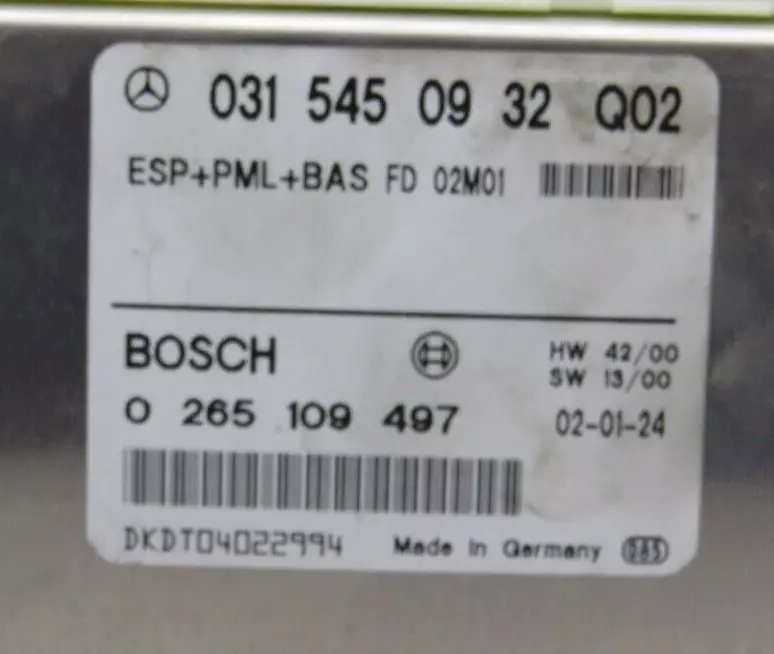 031 545 09 32 Q02
ESP+PML+BAS FD 02M01
BOSCH
HW 42/00
SW 13/00
0 265 109 497
02-01-24
DKDT04022994
Made in Germany